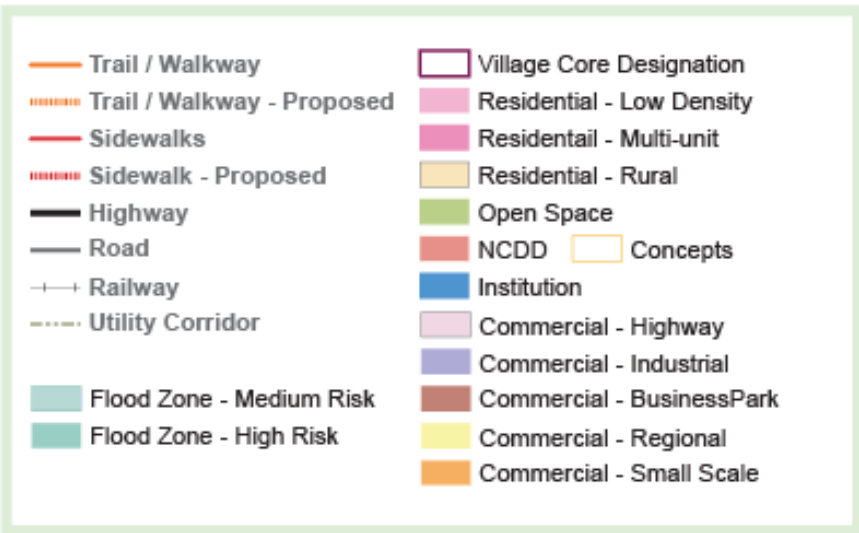 Trail / Walkway
Trail / Walkway - Proposed
Sidewalks
Sidewalk - Proposed
Highway
Road
Railway
Utility Corridor
Flood Zone - Medium Risk
Flood Zone - High Risk
Village Core Designation
Residential - Low Density
Residentail - Multi-unit
Residential - Rural
Open Space
NCDD Concepts
Institution
Commercial - Highway
Commercial - Industrial
Commercial - BusinessPark
Commercial - Regional
Commercial - Small Scale